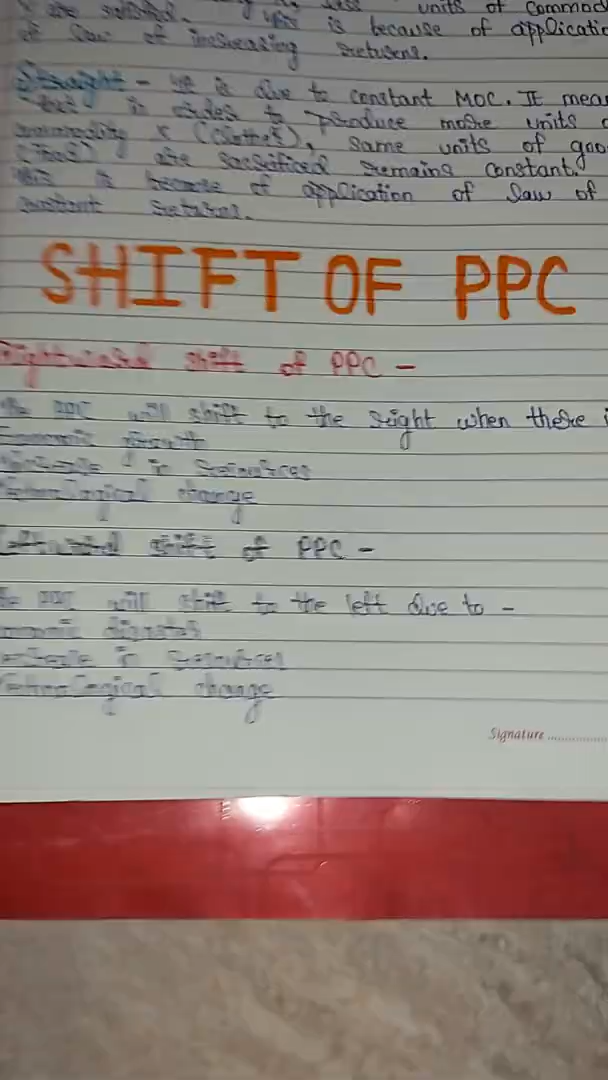 units of commod
is because of applicatio
of law of increasing returns.
Straight - It is due to constant MOC. It mean
that in order to produce more units o
commodity X (Clothes), same units of goo
are sacrificed remains constant.
This is because of application of law of
constant returns.
SHIFT OF PPC
Rightward shift of PPC -
PPC will shift to the right when there i
Economic growth
in resources
Technological change
Leftward shift of PPC -
PPC will shift to the left due to -
in resources
Technological change
Signature